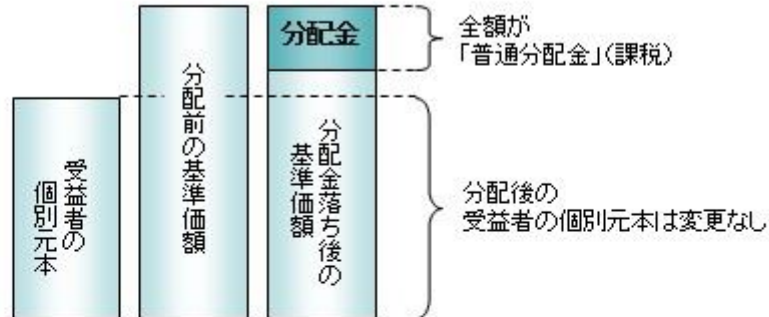 受益者の
個別元本
分配前の基準価額
分配金
分配金落ち後の
基準価額
全額が
「普通分配金」(課税)
分配後の
受益者の個別元本は変更なし